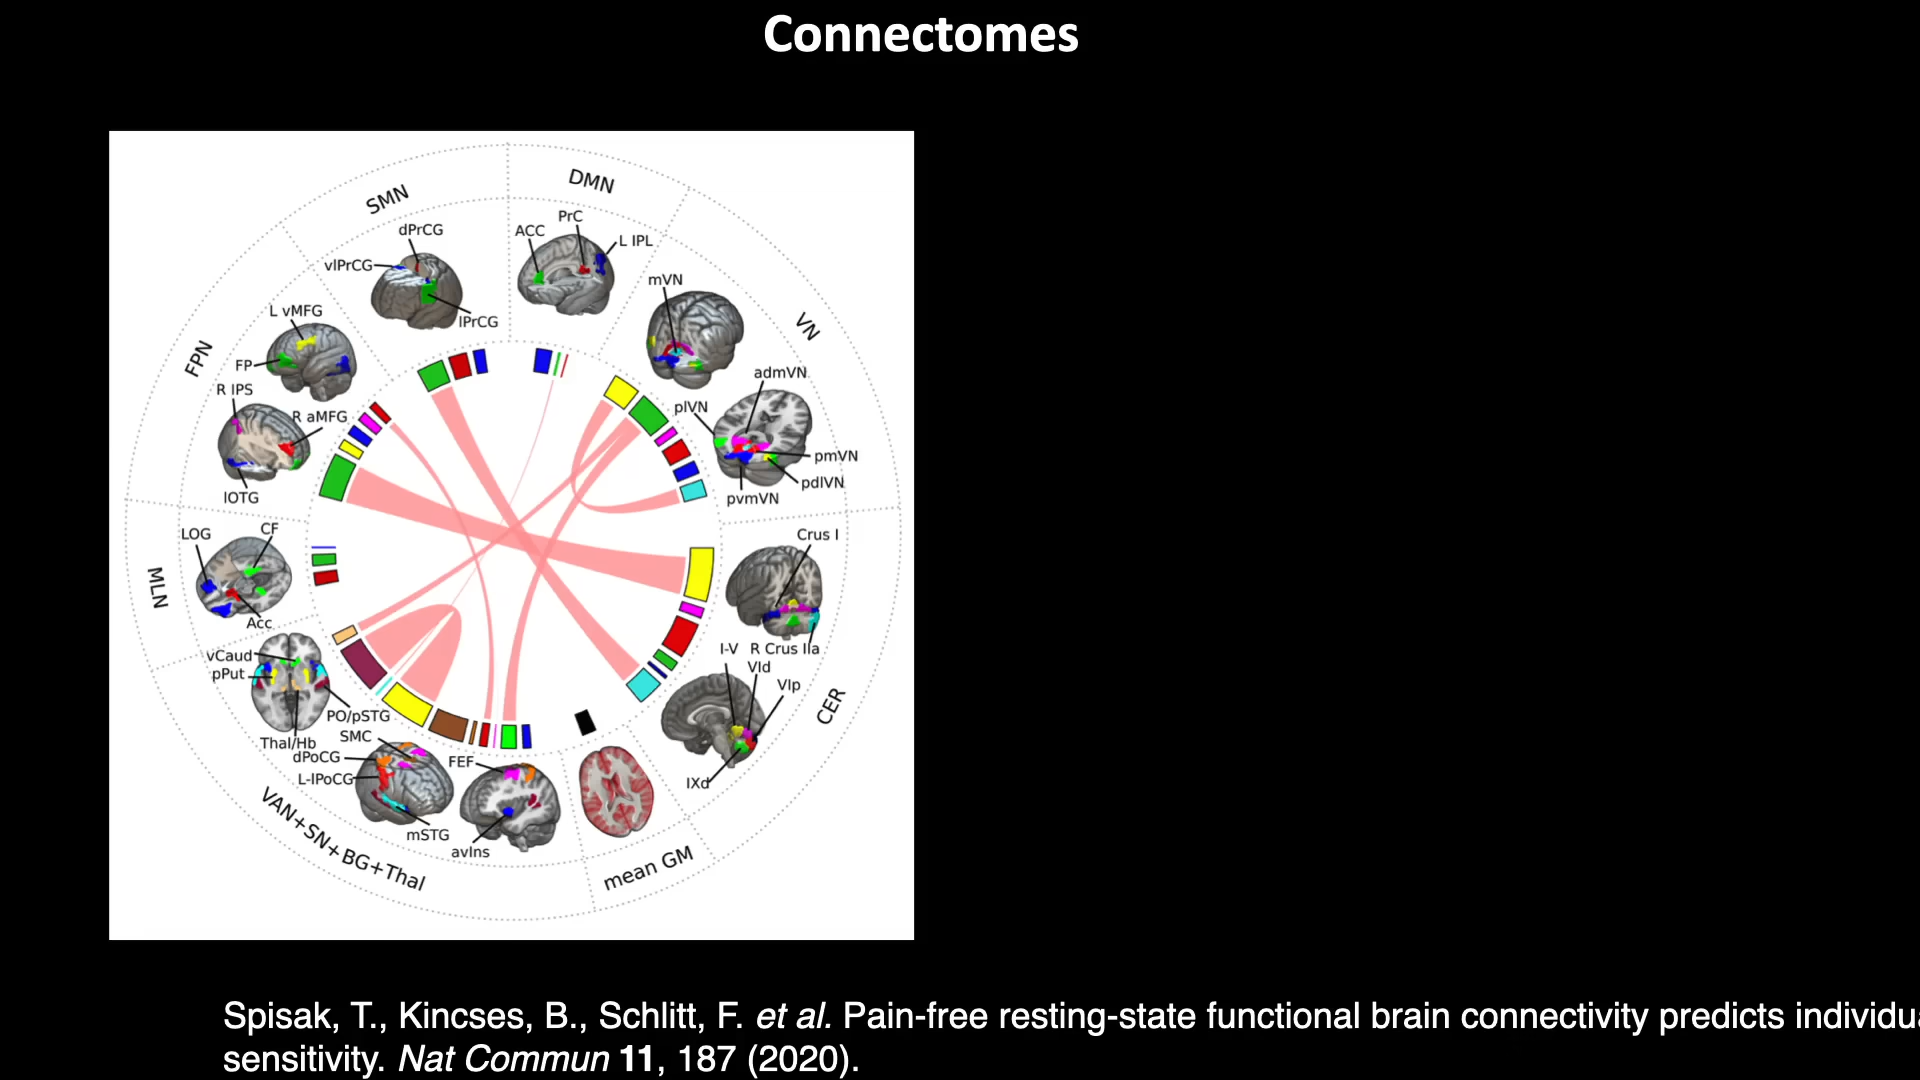 Connectomes
SMN
DMN
dPrCG
vlPrCG
lPrCG
ACC
PrC
L IPL
VN
mVN
admVN
plVN
pmVN
pdlVN
pvmVN
FPN
L vMFG
FP
R IPS
R aMFG
lOTG
MLN
LOG
CF
Acc
Crus I
I-V
R Crus IIa
VId
VIp
IXd
CER
vCaud
pPut
PO/pSTG
Thal/Hb
SMC
dPoCG
L-lPoCG
mSTG
FEF
avIns
VAN+SN+BG+Thal
mean GM
Spisak, T., Kincses, B., Schlitt, F. et al. Pain-free resting-state functional brain connectivity predicts
sensitivity. Nat Commun 11, 187 (2020).